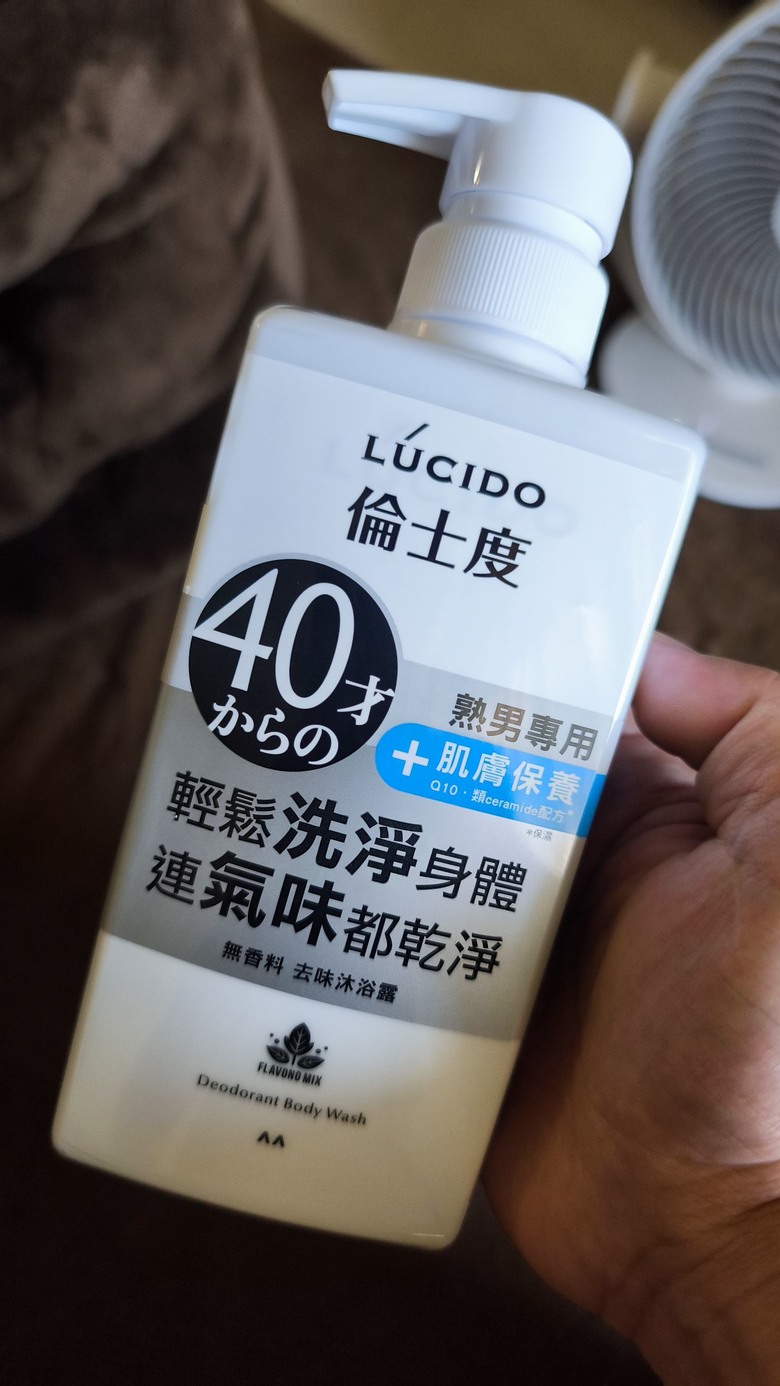 LÚCIDO
倫士度
40才
からの
熟男專用
+肌膚保養
Q10・類ceramide配方*
*保濕
輕鬆洗淨身體
連氣味都乾淨
無香料 去味沐浴露
FLAVONO MIX
Deodorant Body Wash